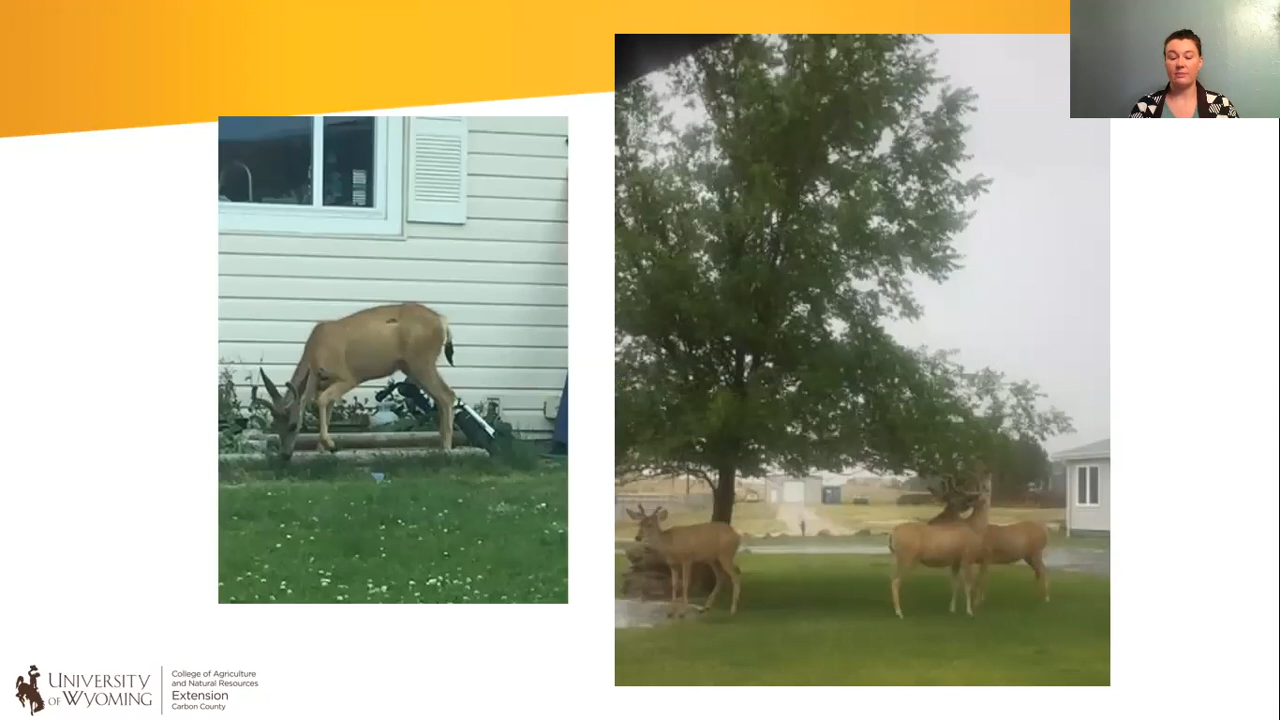 UNIVERSITY
OF WYOMING
College of Agriculture
and Natural Resources
Extension
Carbon County